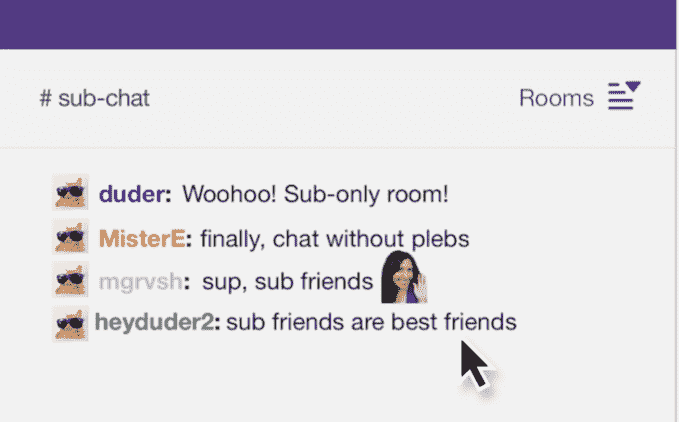 # sub-chat Rooms
duder: Woohoo! Sub-only room!
MisterE: finally, chat without plebs
mgrvsh: sup, sub friends
heyduder2: sub friends are best friends